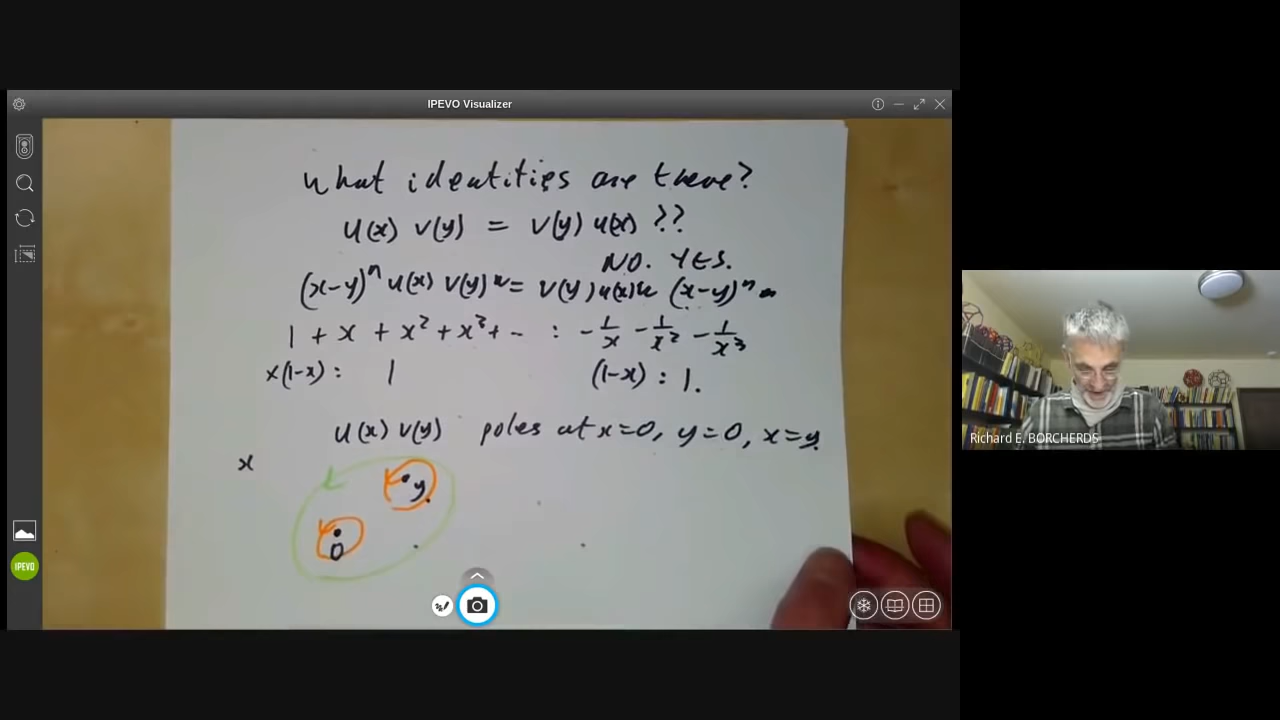 IPEVO Visualizer
What identities are there?
u(x) v(y) = v(y) u(x) ??
NO. YES.
(x-y)^n u(x) v(y) w = v(y) u(x) w (x-y)^n
1 + x + x^2 + x^3 + -- : -1/x - 1/x^2 - 1/x^3
x(1-x) : 1 (1-x) : 1.
u(x) v(y) poles at x=0, y=0, x=y.
x
y
0
Richard E. BORCHERDS
IPEVO